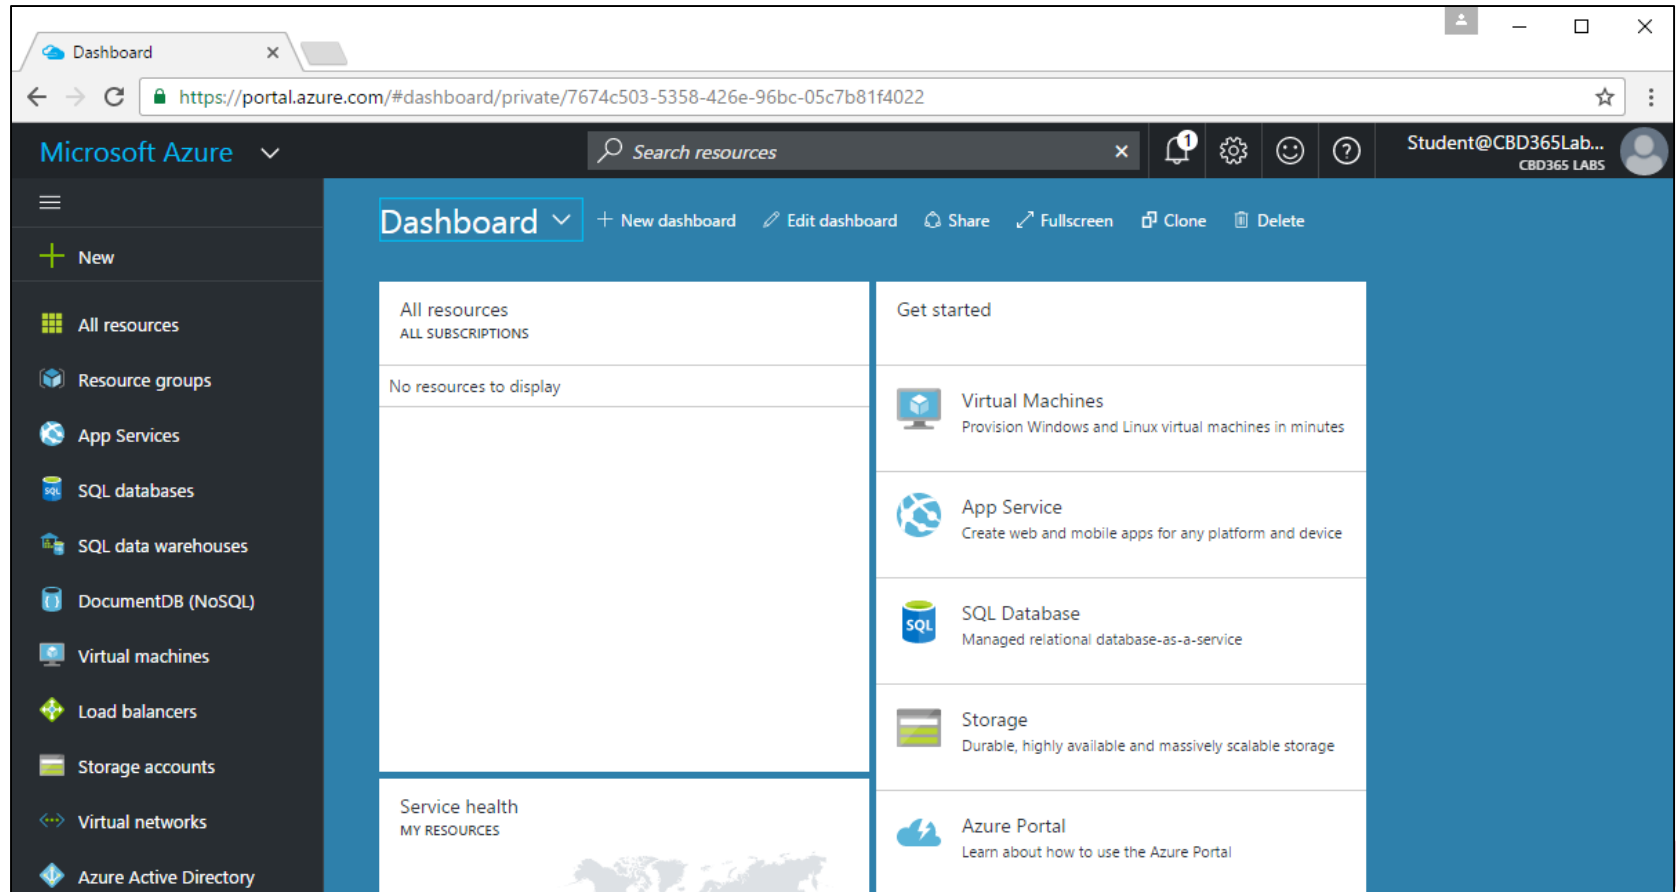 Dashboard
https://portal.azure.com/#dashboard/private/7674c503-5358-426e-96bc-05c7b81f4022
Microsoft Azure
Search resources
1
Student@CBD365Lab...
CBD365 LABS
Dashboard
New dashboard
Edit dashboard
Share
Fullscreen
Clone
Delete
New
All resources
Resource groups
App Services
SQL databases
SQL data warehouses
DocumentDB (NoSQL)
Virtual machines
Load balancers
Storage accounts
Virtual networks
Azure Active Directory
All resources
ALL SUBSCRIPTIONS
No resources to display
Service health
MY RESOURCES
Get started
Virtual Machines
Provision Windows and Linux virtual machines in minutes
App Service
Create web and mobile apps for any platform and device
SQL
SQL Database
Managed relational database-as-a-service
Storage
Durable, highly available and massively scalable storage
Azure Portal
Learn about how to use the Azure Portal